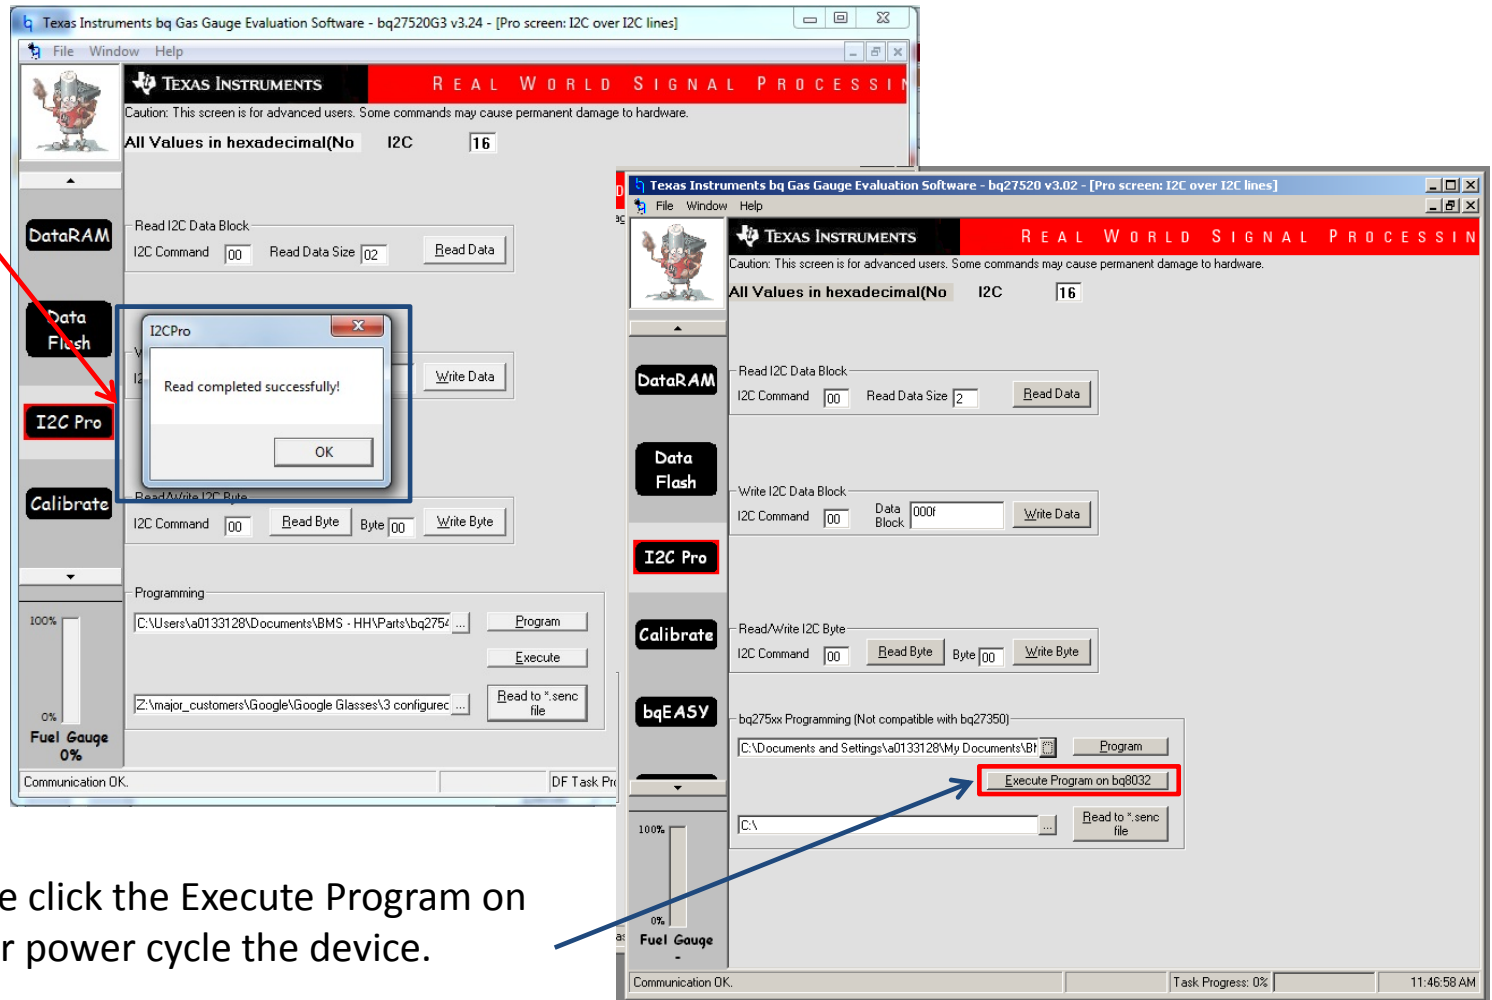 Texas Instruments bq Gas Gauge Evaluation Software - bq27520G3 v3.24 - [Pro screen: I2C over I2C lines]
File Window Help
TEXAS INSTRUMENTS
REAL WORLD SIGNAL PROCESSIN
Caution: This screen is for advanced users. Some commands may cause permanent damage to hardware.
All Values in hexadecimal(No I2C 16
DataRAM
Data
Flash
I2C Pro
Calibrate
Read I2C Data Block
I2C Command 00 Read Data Size 02 Read Data
I2CPro
Read completed successfully!
OK
Write Data
Read/Write I2C Byte
I2C Command 00 Read Byte Byte 00 Write Byte
Programming
C:\Users\a0133128\Documents\BMS - HH\Parts\bq2754 ... Program
Execute
Z:\major_customers\Google\Google Glasses\3 configurec ... Read to *.senc
file
100%
0%
Fuel Gauge
0%
Communication OK. DF Task Pr
Texas Instruments bq Gas Gauge Evaluation Software - bq27520 v3.02 - [Pro screen: I2C over I2C lines]
File Window Help
TEXAS INSTRUMENTS
REAL WORLD SIGNAL PROCESSIN
Caution: This screen is for advanced users. Some commands may cause permanent damage to hardware.
All Values in hexadecimal(No I2C 16
DataRAM
Data
Flash
I2C Pro
Calibrate
bqEASY
Read I2C Data Block
I2C Command 00 Read Data Size 2 Read Data
Write I2C Data Block
I2C Command 00 Data
Block 000f Write Data
Read/Write I2C Byte
I2C Command 00 Read Byte Byte 00 Write Byte
bq275xx Programming (Not compatible with bq27350)
C:\Documents and Settings\a0133128\My Documents\B Program
Execute Program on bq8032
C:\ ... Read to *.senc
file
100%
0%
Fuel Gauge
-
Communication OK. Task Progress: 0% 11:46:58 AM
e click the Execute Program on
r power cycle the device.